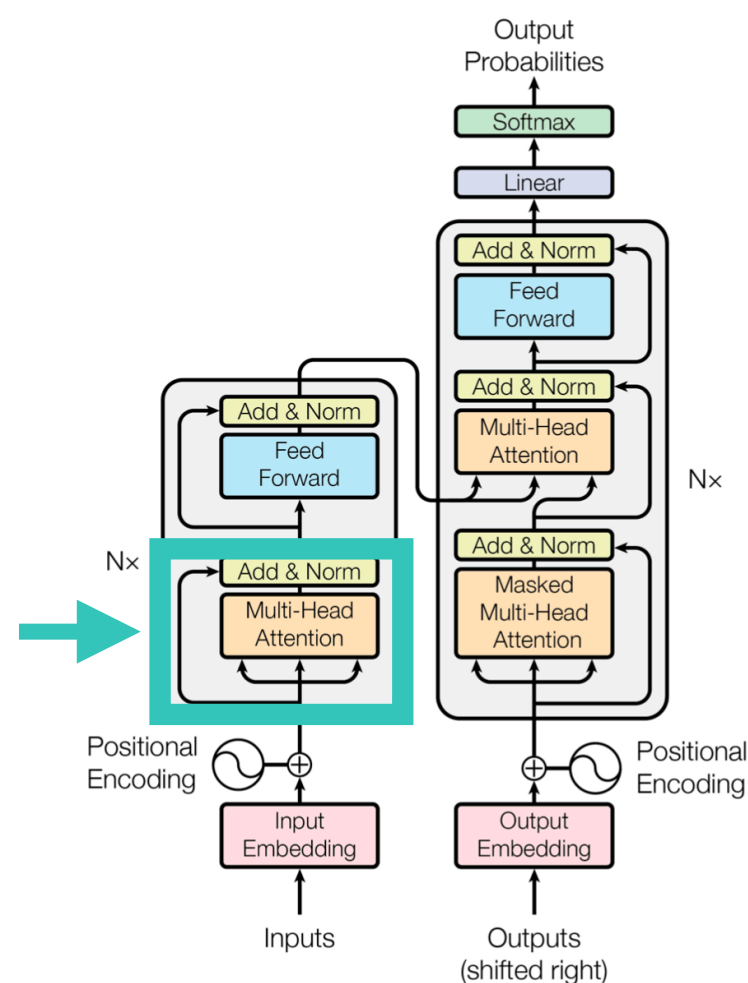 Output
Probabilities
Softmax
Linear
Add & Norm
Feed
Forward
Add & Norm
Multi-Head
Attention
Add & Norm
Masked
Multi-Head
Attention
N×
Add & Norm
Feed
Forward
N×
Add & Norm
Multi-Head
Attention
Positional
Encoding
Positional
Encoding
Input
Embedding
Output
Embedding
Inputs
Outputs
(shifted right)